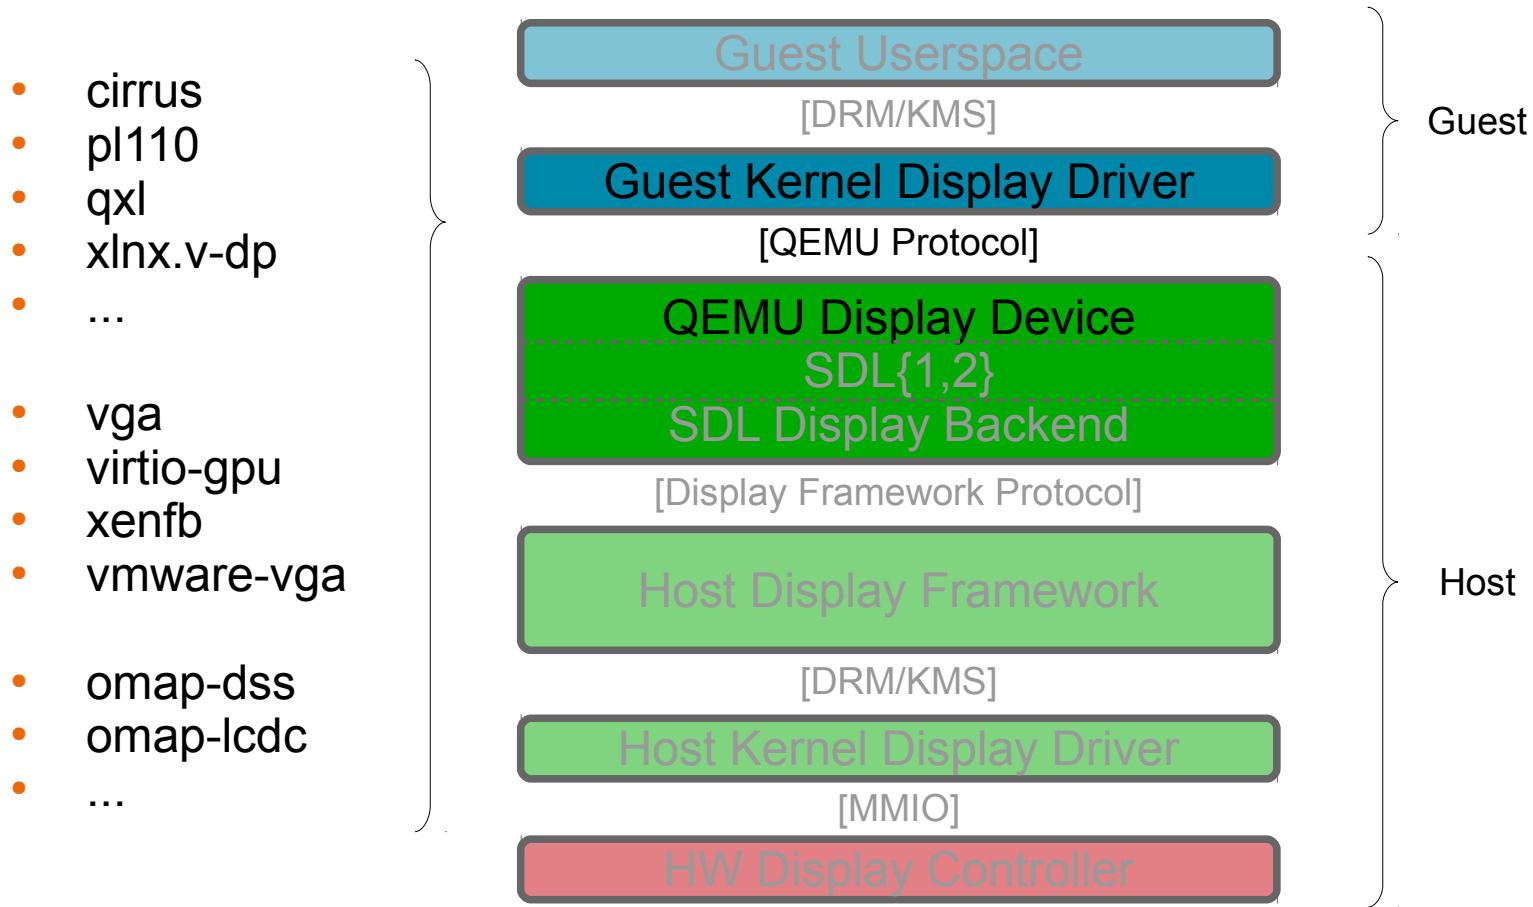 • cirrus
• pl110
• qxl
• xlnx.v-dp
• ...
• vga
• virtio-gpu
• xenfb
• vmware-vga
• omap-dss
• omap-lcdc
• ...
Guest Userspace
[DRM/KMS]
Guest Kernel Display Driver
[QEMU Protocol]
QEMU Display Device
SDL{1,2}
SDL Display Backend
[Display Framework Protocol]
Host Display Framework
[DRM/KMS]
Host Kernel Display Driver
[MMIO]
HW Display Controller
Guest
Host